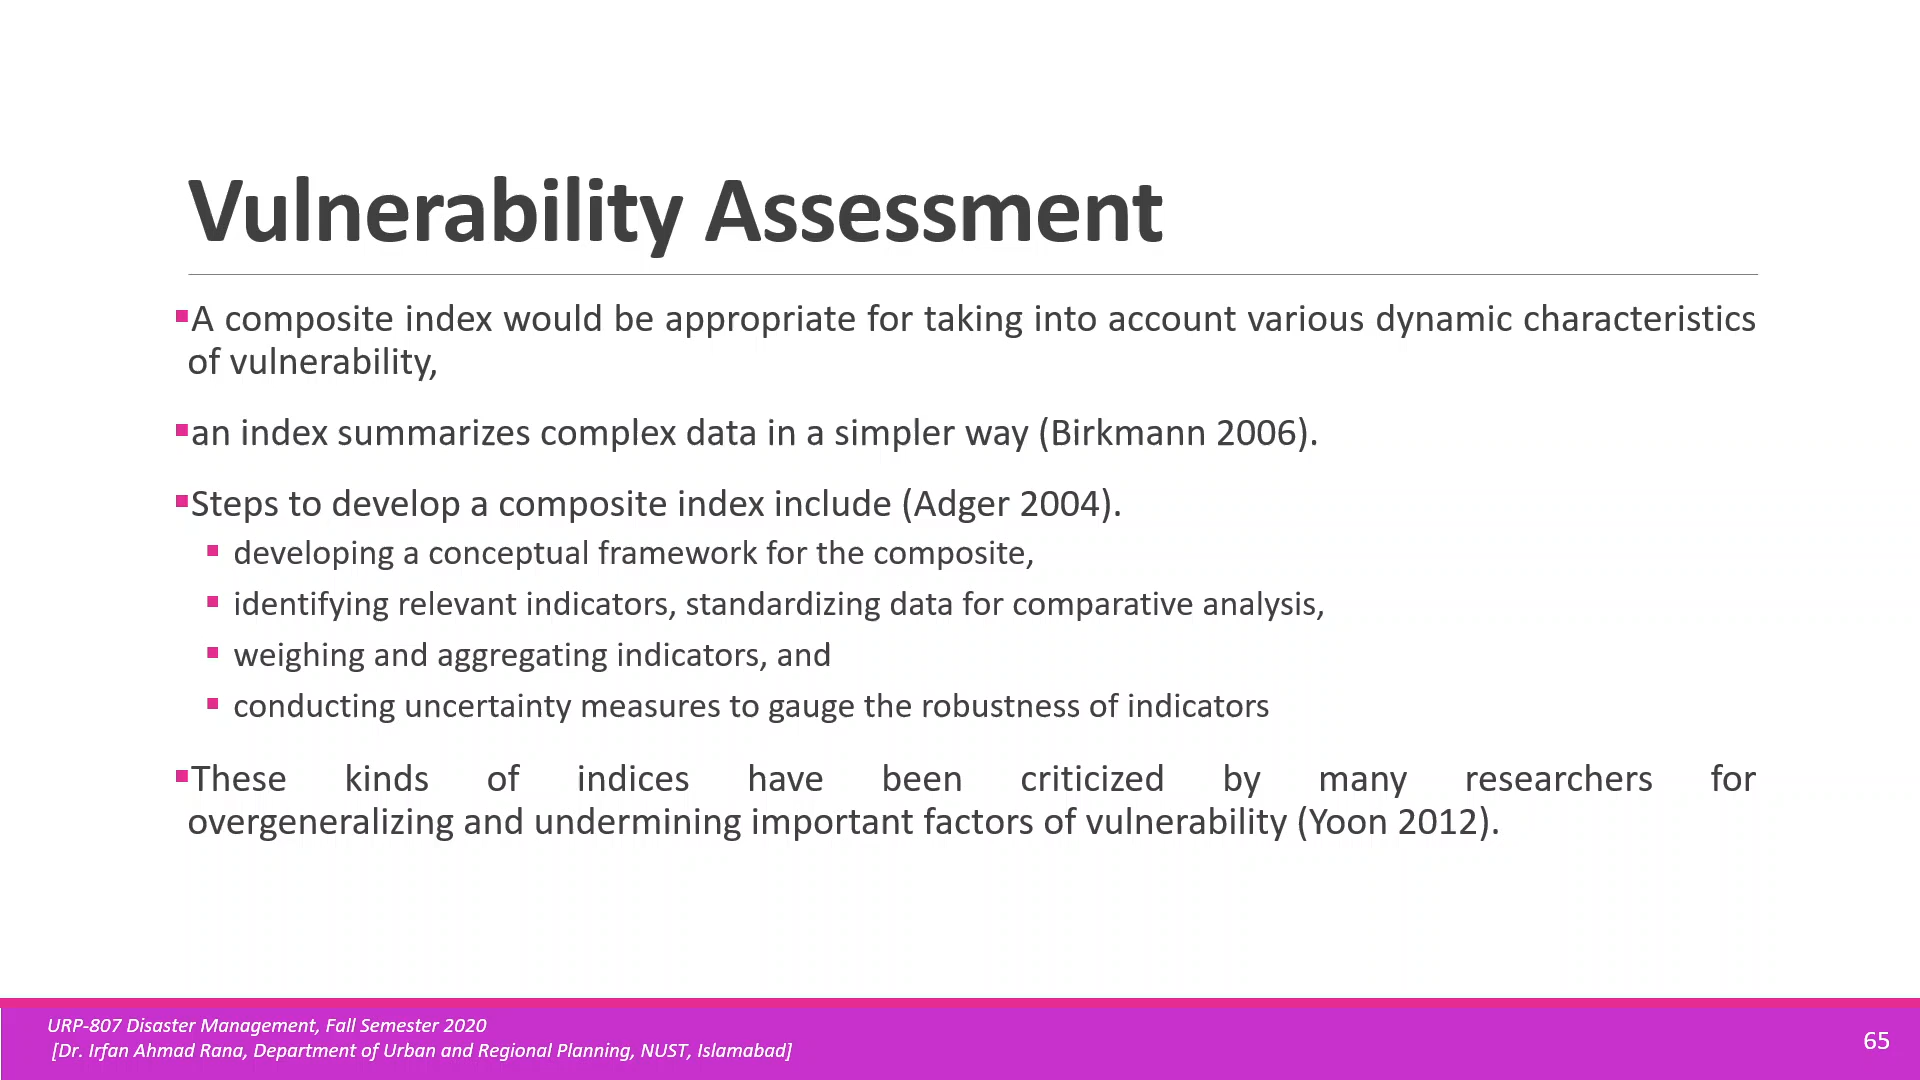 Vulnerability Assessment
▪A composite index would be appropriate for taking into account various dynamic characteristics
of vulnerability,
▪an index summarizes complex data in a simpler way (Birkmann 2006).
▪Steps to develop a composite index include (Adger 2004).
▪ developing a conceptual framework for the composite,
▪ identifying relevant indicators, standardizing data for comparative analysis,
▪ weighing and aggregating indicators, and
▪ conducting uncertainty measures to gauge the robustness of indicators
▪These kinds of indices have been criticized by many researchers for
overgeneralizing and undermining important factors of vulnerability (Yoon 2012).
URP-807 Disaster Management, Fall Semester 2020
[Dr. Irfan Ahmad Rana, Department of Urban and Regional Planning, NUST, Islamabad]
65